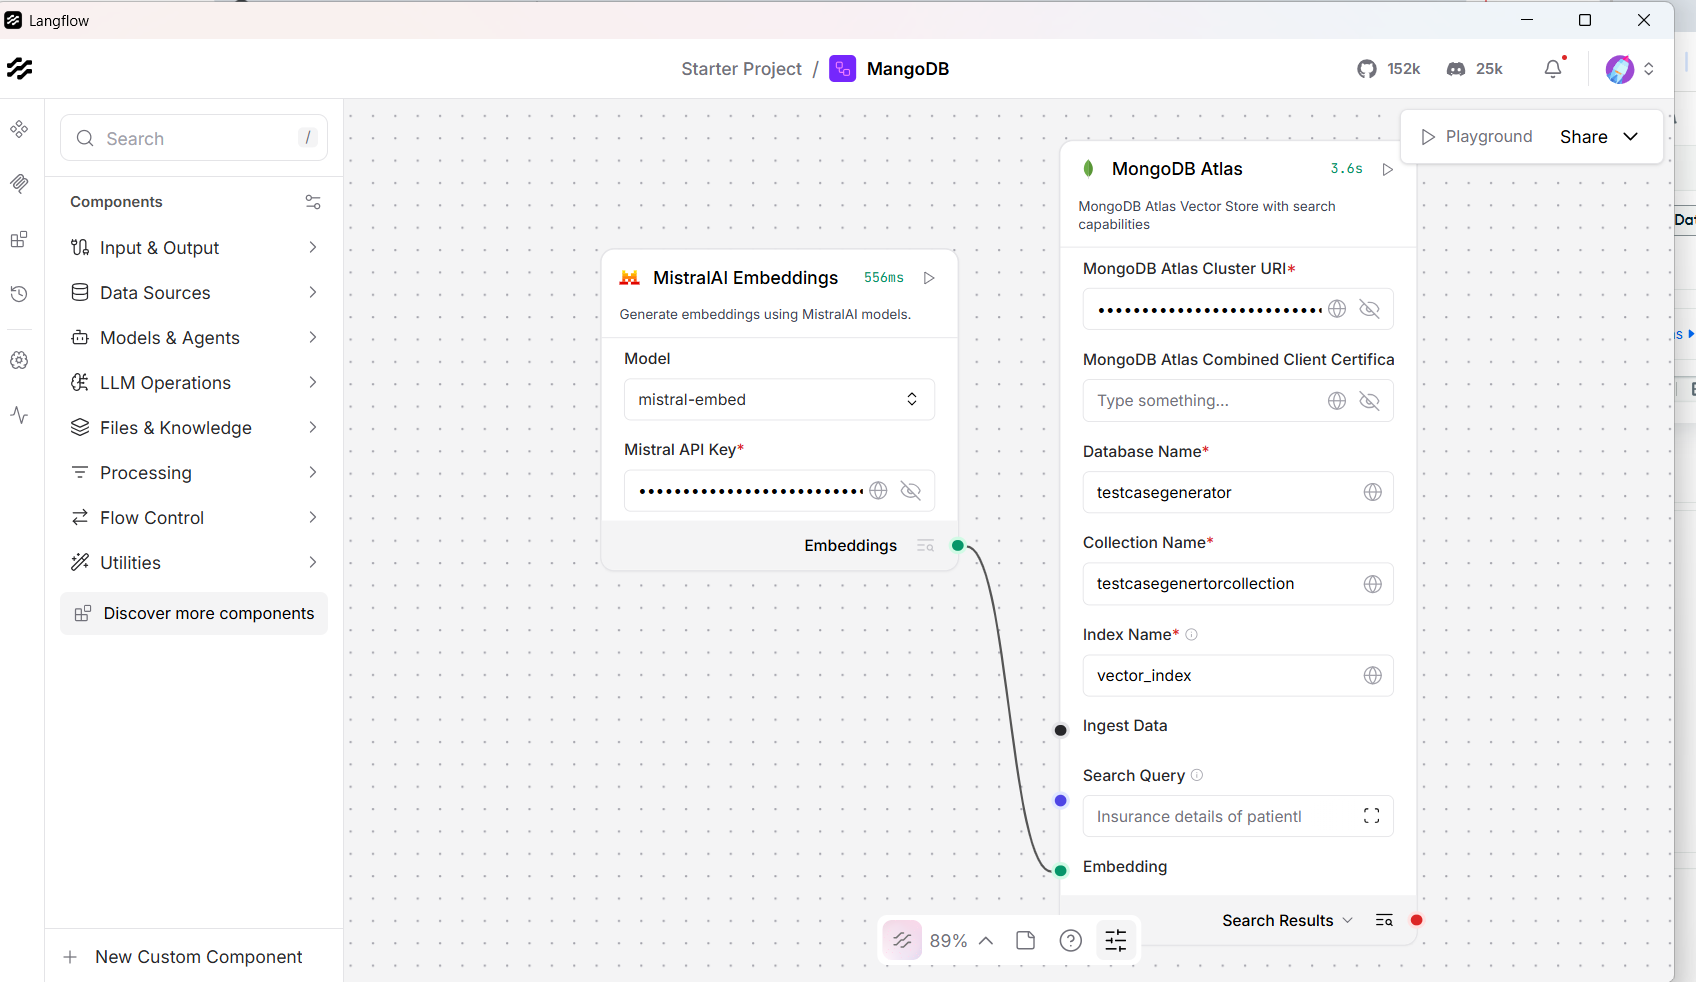 Langflow
Starter Project / MangoDB
152k
25k
Search /
Playground
Share
Components
Input & Output
Data Sources
Models & Agents
LLM Operations
Files & Knowledge
Processing
Flow Control
Utilities
Discover more components
New Custom Component
MistralAI Embeddings 556ms
Generate embeddings using MistralAI models.
Model
mistral-embed
Mistral API Key*
Embeddings
MongoDB Atlas 3.6s
MongoDB Atlas Vector Store with search
capabilities
MongoDB Atlas Cluster URI*
MongoDB Atlas Combined Client Certifica
Type something...
Database Name*
testcasegenerator
Collection Name*
testcasegenertorcollection
Index Name*
vector_index
Ingest Data
Search Query
Insurance details of patientI
Embedding
Search Results
89%
Dat